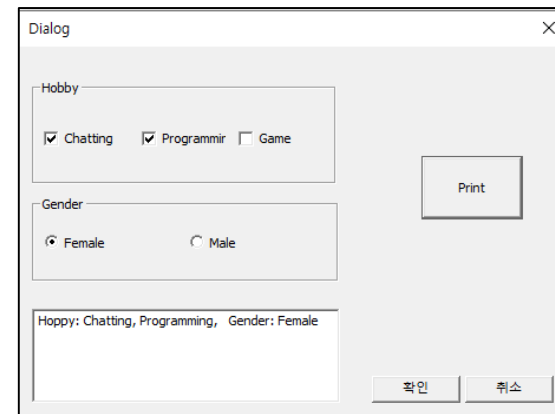 Dialog
Hobby
Chatting Programmir Game
Print
Gender
Female Male
Hoppy: Chatting, Programming, Gender: Female
확인 취소